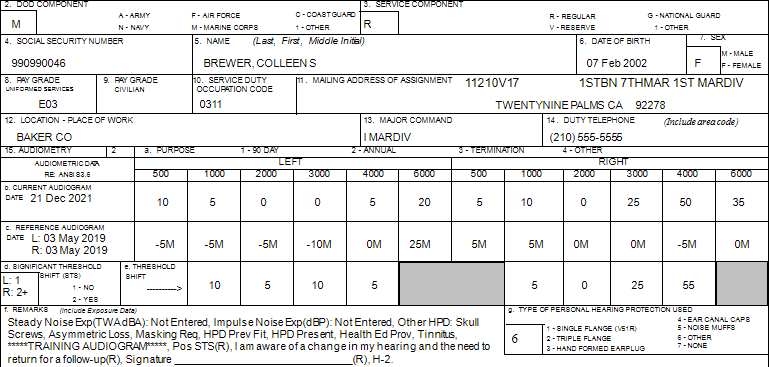 2. DOD COMPONENT 3. SERVICE COMPONENT
M A - ARMY F - AIR FORCE C - COAST GUARD R R - REGULAR G - NATIONAL GUARD
N - NAVY M - MARINE CORPS 1 - OTHER V - RESERVE 1 - OTHER
4. SOCIAL SECURITY NUMBER 5. NAME (Last, First, Middle Initial) 6. DATE OF BIRTH 7. SEX
990990046 BREWER, COLLEEN S 07 Feb 2002 F M - MALE
F - FEMALE
8. PAY GRADE 9. PAY GRADE 10. SERVICE DUTY 11. MAILING ADDRESS OF ASSIGNMENT 11210V17 1STBN 7THMAR 1ST MARDIV
UNIFORMED SERVICES CIVILIAN OCCUPATION CODE
E03 0311 TWENTYNINE PALMS CA 92278
12. LOCATION - PLACE OF WORK 13. MAJOR COMMAND 14. DUTY TELEPHONE (Include area code)
BAKER CO I MARDIV (210) 555-5555
15. AUDIOMETRY 2 a. PURPOSE 1 - 90 DAY 2 - ANNUAL 3 - TERMINATION 4 - OTHER
AUDIOMETRIC DATA LEFT RIGHT
RE: ANSI S3.6 500 1000 2000 3000 4000 6000 500 1000 2000 3000 4000 6000
b. CURRENT AUDIOGRAM
DATE 21 Dec 2021 10 5 0 0 5 20 5 10 0 25 50 35
c. REFERENCE AUDIOGRAM
DATE L: 03 May 2019 -5M -5M -5M -10M 0M 25M 5M 5M 0M 0M -5M 0M
R: 03 May 2019
d. SIGNIFICANT THRESHOLD e. THRESHOLD
SHIFT (STS) SHIFT
L: 1 1 - NO ----------> 10 5 10 5 5 0 25 55
R: 2+ 2 - YES
f. REMARKS (Include Exposure Data) g. TYPE OF PERSONAL HEARING PROTECTION USED
Steady Noise Exp(TWA dBA): Not Entered, Impulse Noise Exp(dBP): Not Entered, Other HPD: Skull
Screws, Asymmetric Loss, Masking Req, HPD Prev Fit, HPD Present, Health Ed Prov, Tinnitus,
*****TRAINING AUDIOGRAM*****, Pos STS(R), I am aware of a change in my hearing and the need to
return for a follow-up(R), Signature ____________________(R), H-2.
6 1 - SINGLE FLANGE (V51R) 4 - EAR CANAL CAPS
2 - TRIPLE FLANGE 5 - NOISE MUFFS
3 - HAND FORMED EARPLUG 6 - OTHER
7 - NONE